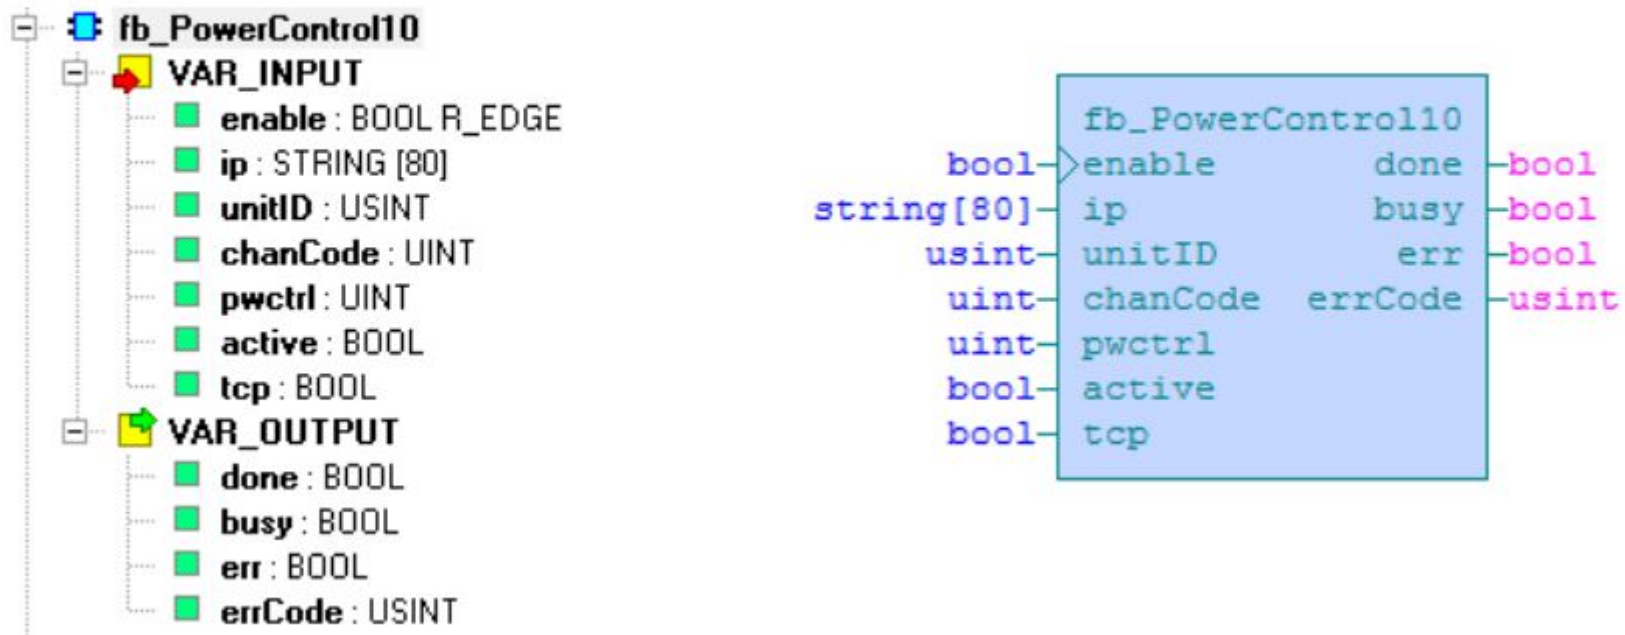 fb_PowerControl10
VAR_INPUT
enable : BOOL R_EDGE
ip : STRING [80]
unitID : USINT
chanCode : UINT
pwctrl : UINT
active : BOOL
tcp : BOOL
VAR_OUTPUT
done : BOOL
busy : BOOL
err : BOOL
errCode : USINT
fb_PowerControl10
bool enable done bool
string[80] ip busy bool
usint unitID err bool
uint chanCode errCode usint
uint pwctrl
bool active
bool tcp